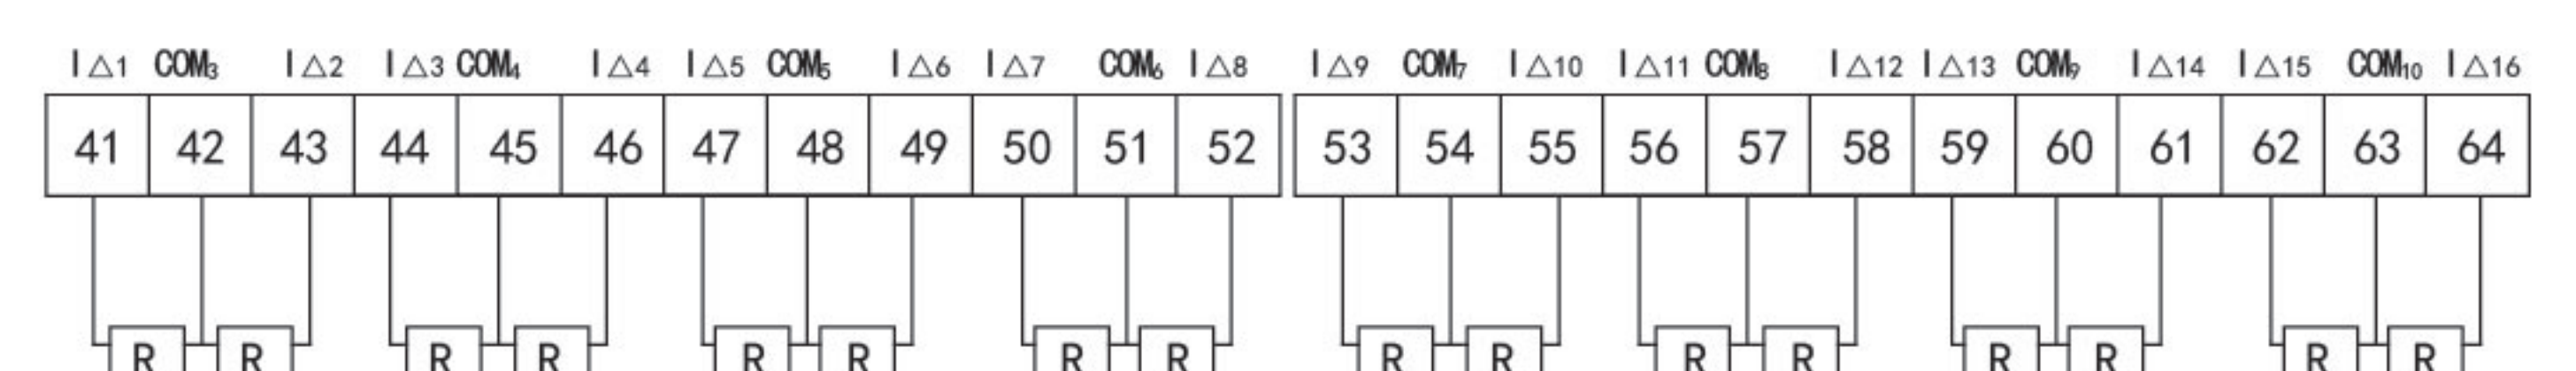 I△1 COM₃ I△2 I△3 COM₄ I△4 I△5 COM₅ I△6 I△7 COM₆ I△8 I△9 COM₇ I△10 I△11 COM₈ I△12 I△13 COM₉ I△14 I△15 COM₁₀ I△16
41 42 43 44 45 46 47 48 49 50 51 52 53 54 55 56 57 58 59 60 61 62 63 64
R R R R R R R R R R R R R R R R